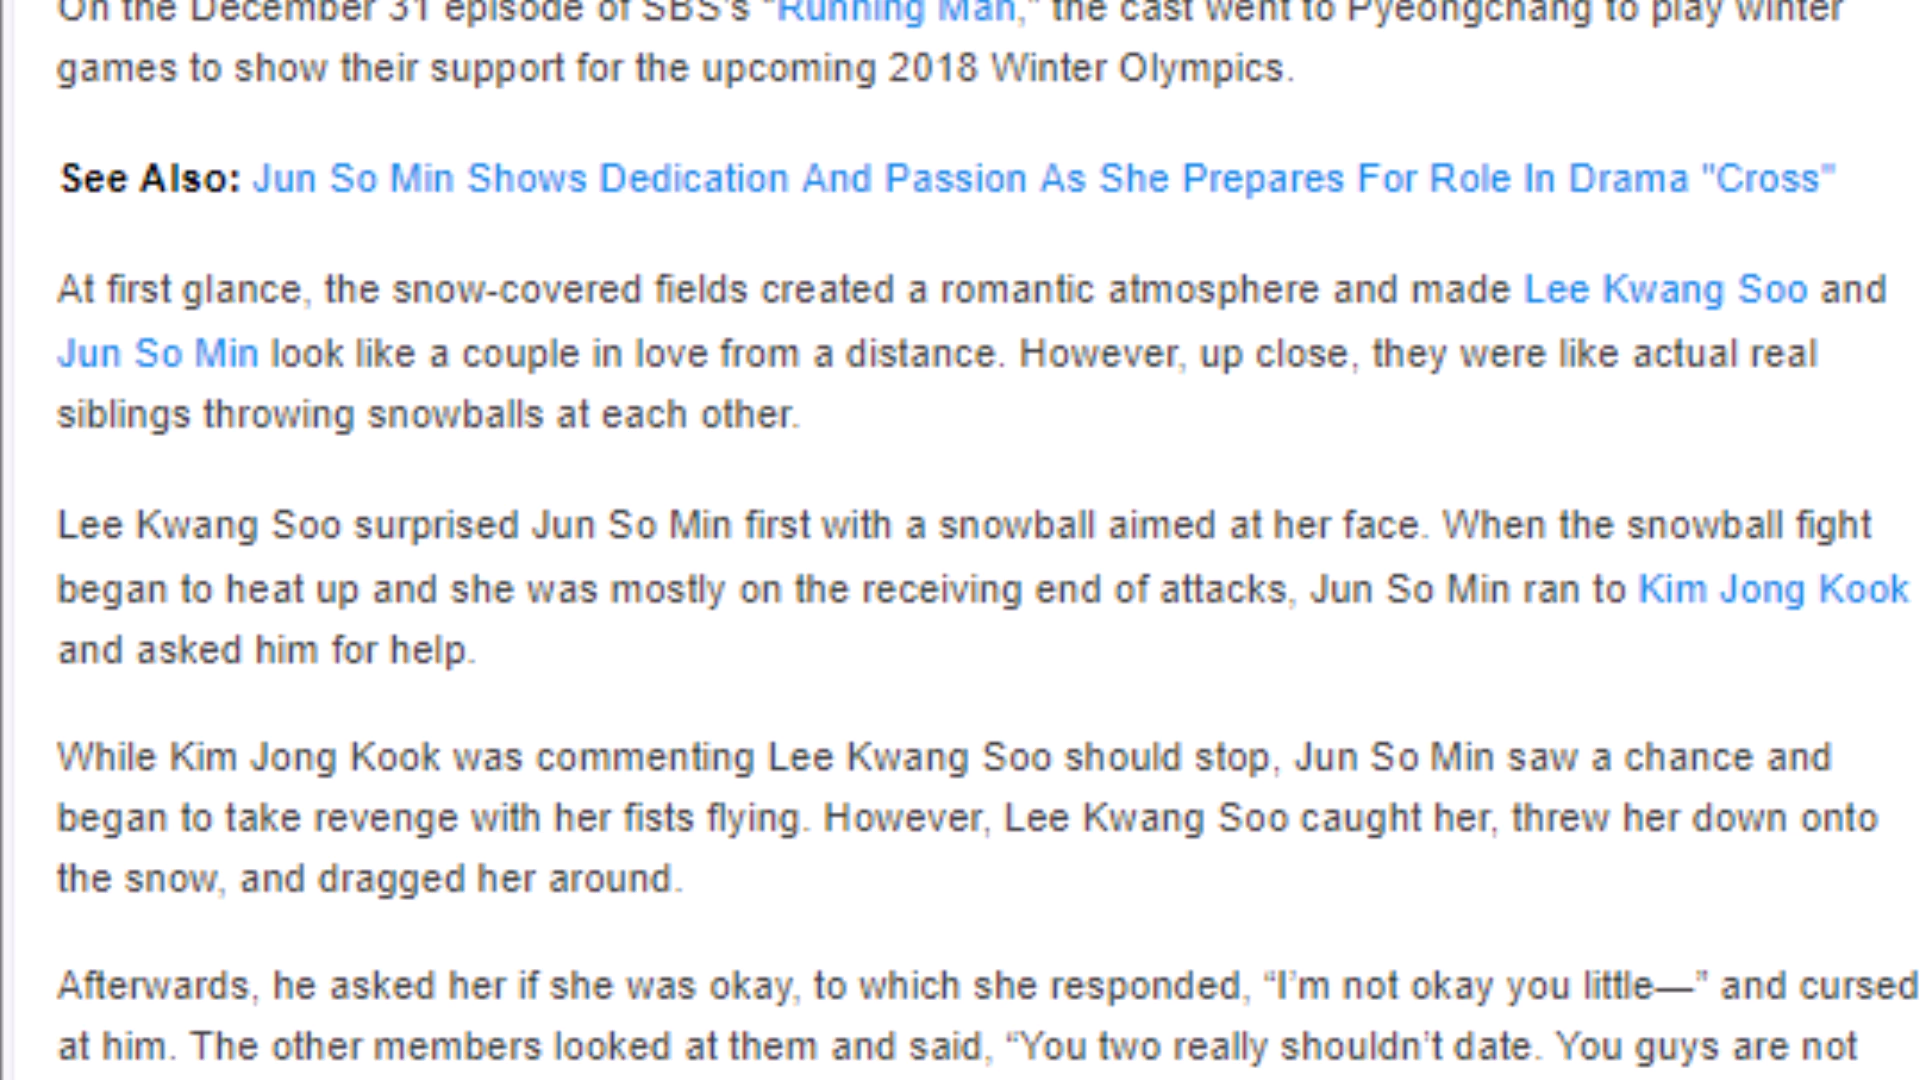 On the December 31 episode of SBS's "Running Man," the cast went to Pyeongchang to play winter
games to show their support for the upcoming 2018 Winter Olympics.
See Also: Jun So Min Shows Dedication And Passion As She Prepares For Role In Drama "Cross"
At first glance, the snow-covered fields created a romantic atmosphere and made Lee Kwang Soo and
Jun So Min look like a couple in love from a distance. However, up close, they were like actual real
siblings throwing snowballs at each other.
Lee Kwang Soo surprised Jun So Min first with a snowball aimed at her face. When the snowball fight
began to heat up and she was mostly on the receiving end of attacks, Jun So Min ran to Kim Jong Kook
and asked him for help.
While Kim Jong Kook was commenting Lee Kwang Soo should stop, Jun So Min saw a chance and
began to take revenge with her fists flying. However, Lee Kwang Soo caught her, threw her down onto
the snow, and dragged her around.
Afterwards, he asked her if she was okay, to which she responded, “I’m not okay you little—” and cursed
at him. The other members looked at them and said, “You two really shouldn’t date. You guys are not